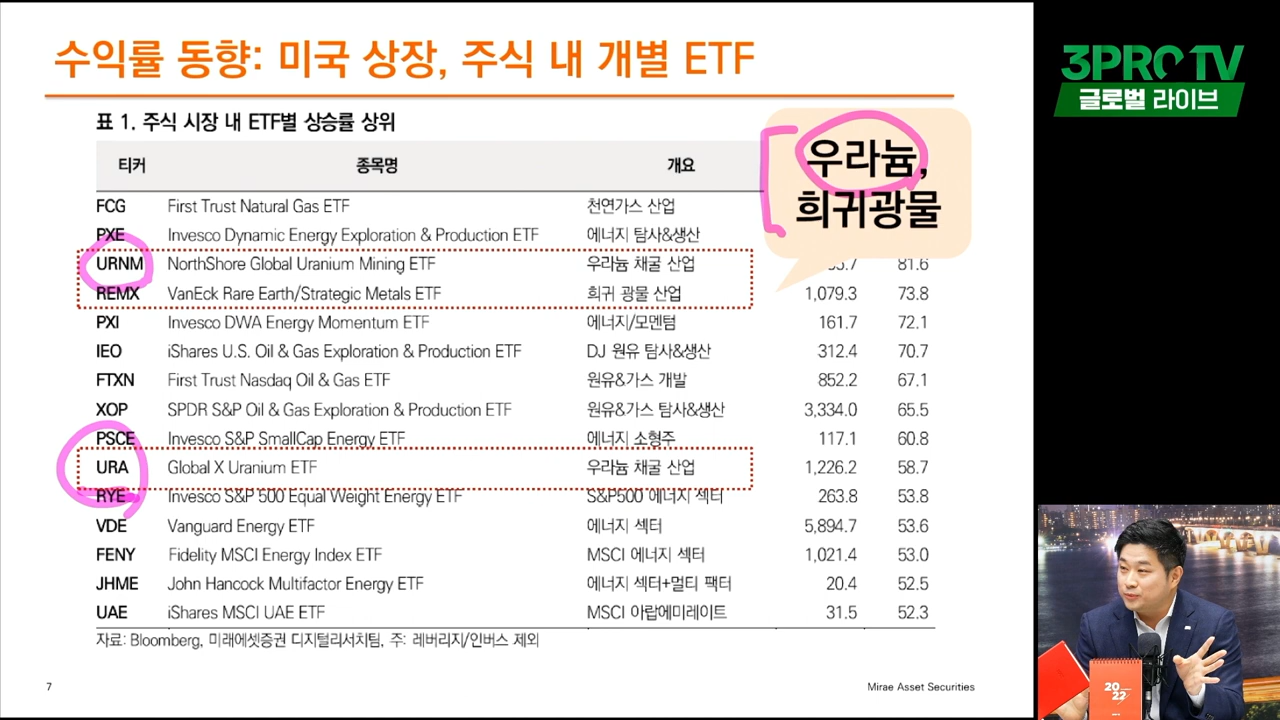 수익률 동향: 미국 상장, 주식 내 개별 ETF
3PRO TV
글로벌 라이브
표 1. 주식 시장 내 ETF별 상승률 상위
우라늄,
희귀광물
티커 종목명 개요
FCG First Trust Natural Gas ETF 천연가스 산업
PXE Invesco Dynamic Energy Exploration & Production ETF 에너지 탐사&생산
URNM NorthShore Global Uranium Mining ETF 우라늄 채굴 산업 81.6
REMX VanEck Rare Earth/Strategic Metals ETF 희귀 광물 산업 1,079.3 73.8
PXI Invesco DWA Energy Momentum ETF 에너지/모멘텀 161.7 72.1
IEO iShares U.S. Oil & Gas Exploration & Production ETF DJ 원유 탐사&생산 312.4 70.7
FTXN First Trust Nasdaq Oil & Gas ETF 원유&가스 개발 852.2 67.1
XOP SPDR S&P Oil & Gas Exploration & Production ETF 원유&가스 탐사&생산 3,334.0 65.5
PSCE Invesco S&P SmallCap Energy ETF 에너지 소형주 117.1 60.8
URA Global X Uranium ETF 우라늄 채굴 산업 1,226.2 58.7
RYE Invesco S&P 500 Equal Weight Energy ETF S&P500 에너지 섹터 263.8 53.8
VDE Vanguard Energy ETF 에너지 섹터 5,894.7 53.6
FENY Fidelity MSCI Energy Index ETF MSCI 에너지 섹터 1,021.4 53.0
JHME John Hancock Multifactor Energy ETF 에너지 섹터+멀티 팩터 20.4 52.5
UAE iShares MSCI UAE ETF MSCI 아랍에미레이트 31.5 52.3
자료: Bloomberg, 미래에셋증권 디지털리서치팀, 주: 레버리지/인버스 제외
7
Mirae Asset Securities
20
22